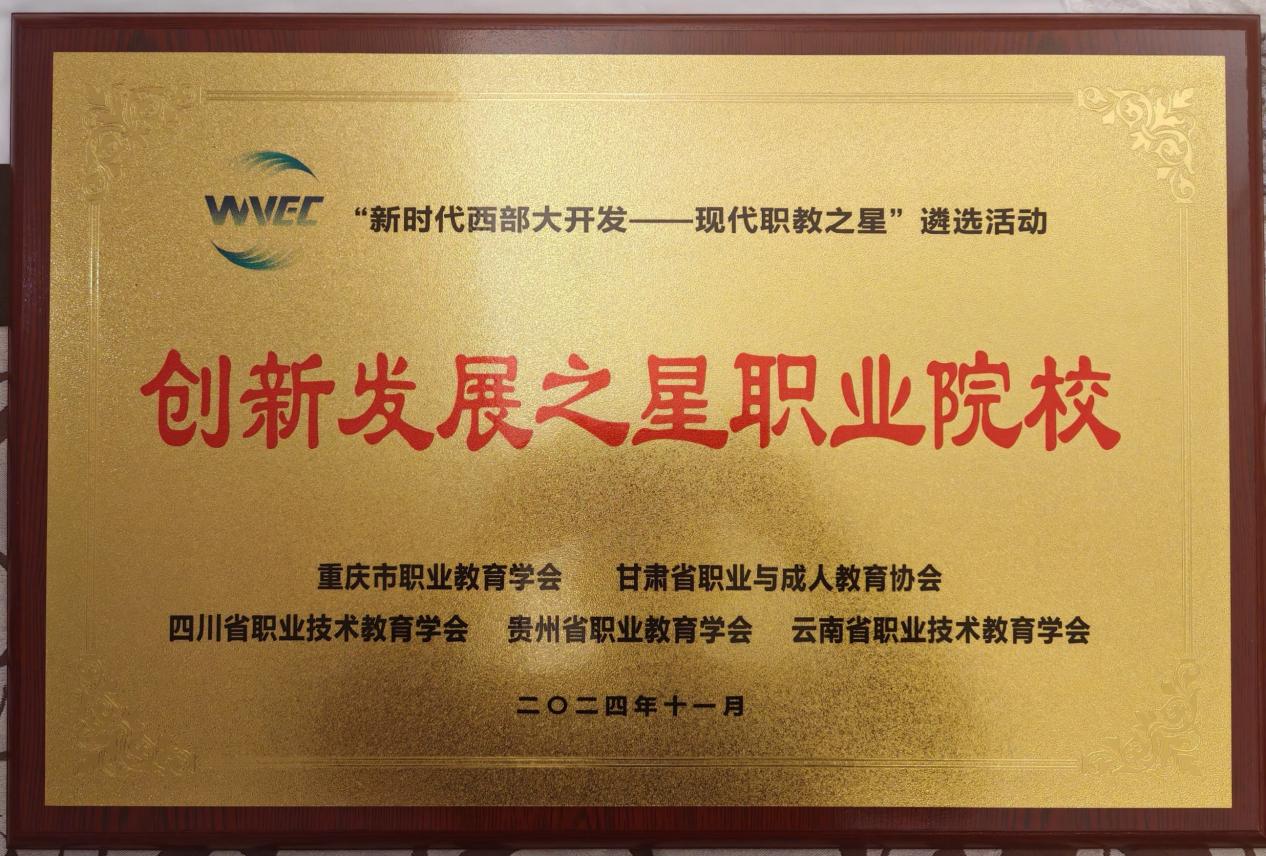 WVEC
“新时代西部大开发——现代职教之星”遴选活动
创新发展之星职业院校
重庆市职业教育学会 甘肃省职业与成人教育协会
四川省职业技术教育学会 贵州省职业教育学会 云南省职业技术教育学会
二〇二四年十一月